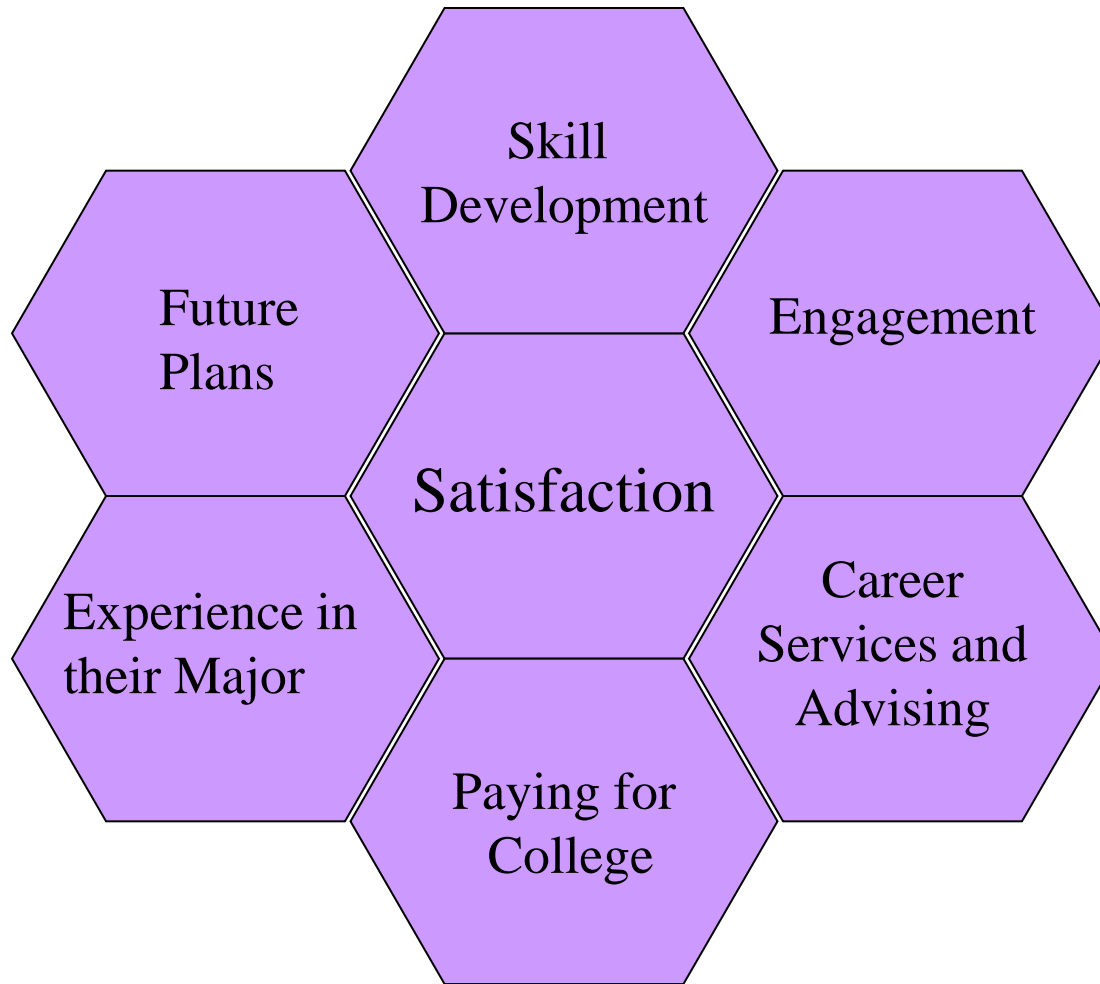 Skill
Development
Future
Plans
Engagement
Satisfaction
Experience in
their Major
Career
Services and
Advising
Paying for
College